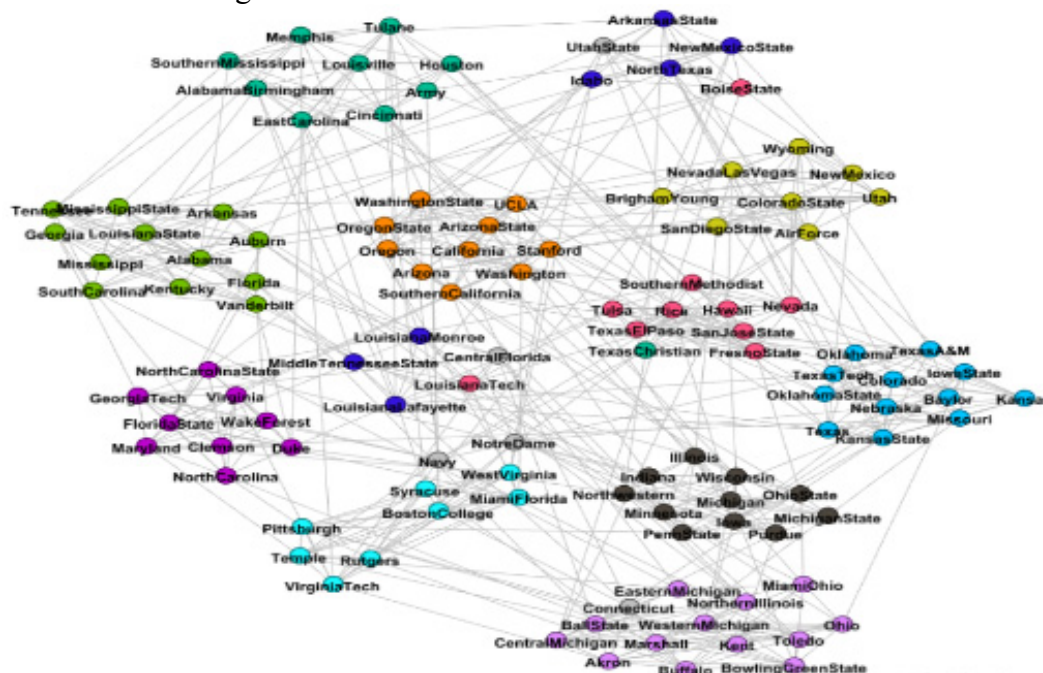 ArkansasState
Tulane
Memphis
UtahState
NewMexicoState
SouthernMississippi
Louisville
Houston
NorthTexas
Idaho
AlabamaBirmingham
Army
BoiseState
EastCarolina
Cincinnati
Wyoming
NevadaLasVegas
NewMexico
WashingtonState
UCLA
BrighamYoung
ColoradoState
Utah
Tennessee
MississippiState
Arkansas
Georgia
LouisianaState
OregonState
ArizonaState
SanDiegoState
AirForce
Auburn
Oregon
California
Stanford
Mississippi
Alabama
Arizona
Washington
SouthCarolina
Kentucky
Florida
SouthernCalifornia
SouthernMethodist
Vanderbilt
Tulsa
Rice
Hawaii
Nevada
LouisianaMonroe
TexasElPaso
SanJoseState
MiddleTennesseeState
CentralFlorida
TexasChristian
FresnoState
Oklahoma
TexasA&M
NorthCarolinaState
LouisianaTech
TexasTech
Colorado
IowaState
GeorgiaTech
Virginia
LouisianaLafayette
OklahomaState
Baylor
Kansas
FloridaState
WakeForest
Nebraska
Missouri
Maryland
Clemson
Duke
NotreDame
Texas
KansasState
NorthCarolina
Navy
WestVirginia
Illinois
Indiana
Wisconsin
Syracuse
MiamiFlorida
Northwestern
Michigan
OhioState
BostonCollege
Minnesota
Iowa
MichiganState
Pittsburgh
PennState
Purdue
Temple
Rutgers
VirginiaTech
EasternMichigan
MiamiOhio
Connecticut
NorthernIllinois
BallState
WesternMichigan
Ohio
CentralMichigan
Marshall
Kent
Toledo
Akron
Buffalo
BowlingGreenState